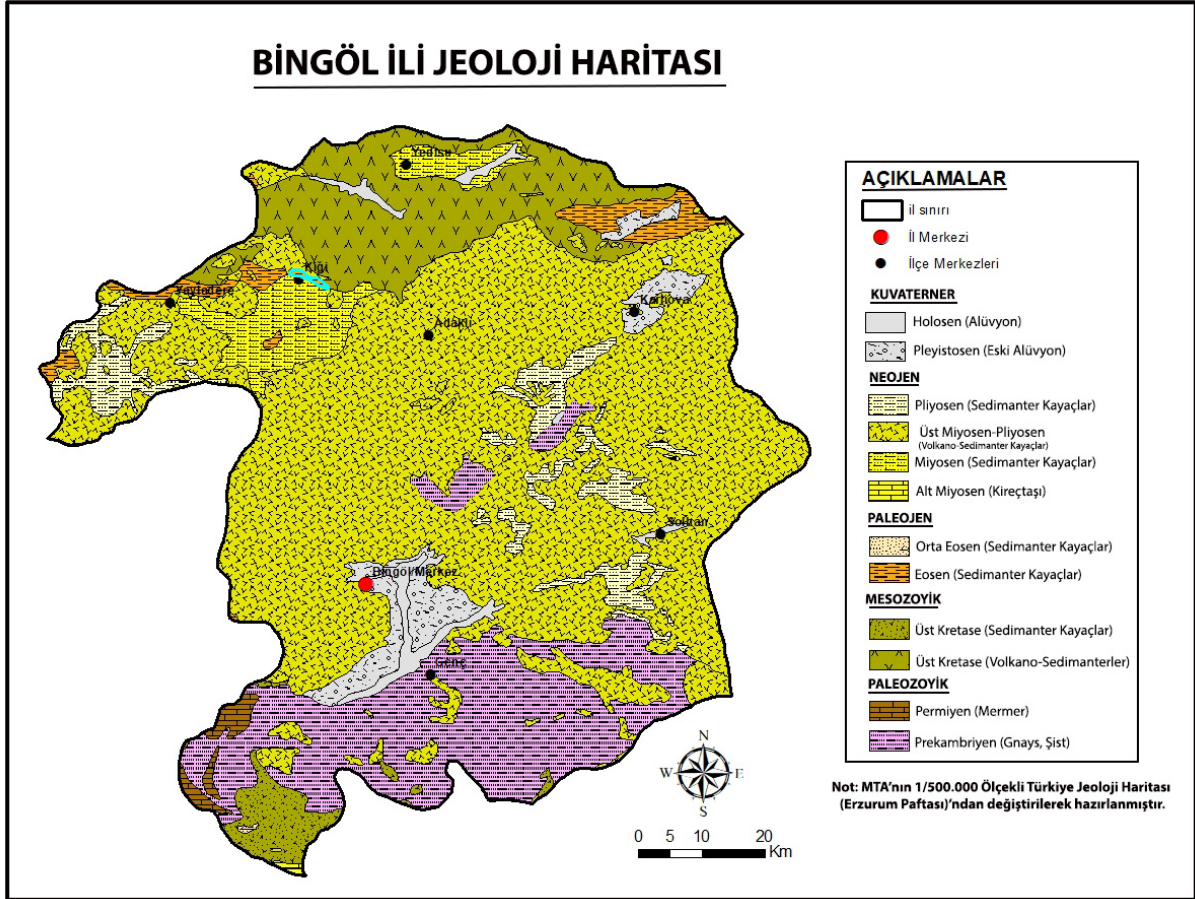 BİNGÖL İLİ JEOLOJİ HARİTASI
Yedisu
Kiğı
Yayladere
Karlıova
Adaklı
Solhan
Bingöl/Merkez
Genç
N
W
E
S
0 5 10 20
Km
AÇIKLAMALAR
il sınırı
İl Merkezi
İlçe Merkezleri
KUVATERNER
Holosen (Alüvyon)
Pleyistosen (Eski Alüvyon)
NEOJEN
Pliyosen (Sedimanter Kayaçlar)
Üst Miyosen-Pliyosen
(Volkano-Sedimanter Kayaçlar)
Miyosen (Sedimanter Kayaçlar)
Alt Miyosen (Kireçtaşı)
PALEOJEN
Orta Eosen (Sedimanter Kayaçlar)
Eosen (Sedimanter Kayaçlar)
MESOZOYİK
Üst Kretase (Sedimanter Kayaçlar)
Üst Kretase (Volkano-Sedimanterler)
PALEOZOYİK
Permiyen (Mermer)
Prekambriyen (Gnays, Şist)
Not: MTA'nın 1/500.000 Ölçekli Türkiye Jeoloji Haritası
(Erzurum Paftası)'ndan değiştirilerek hazırlanmıştır.